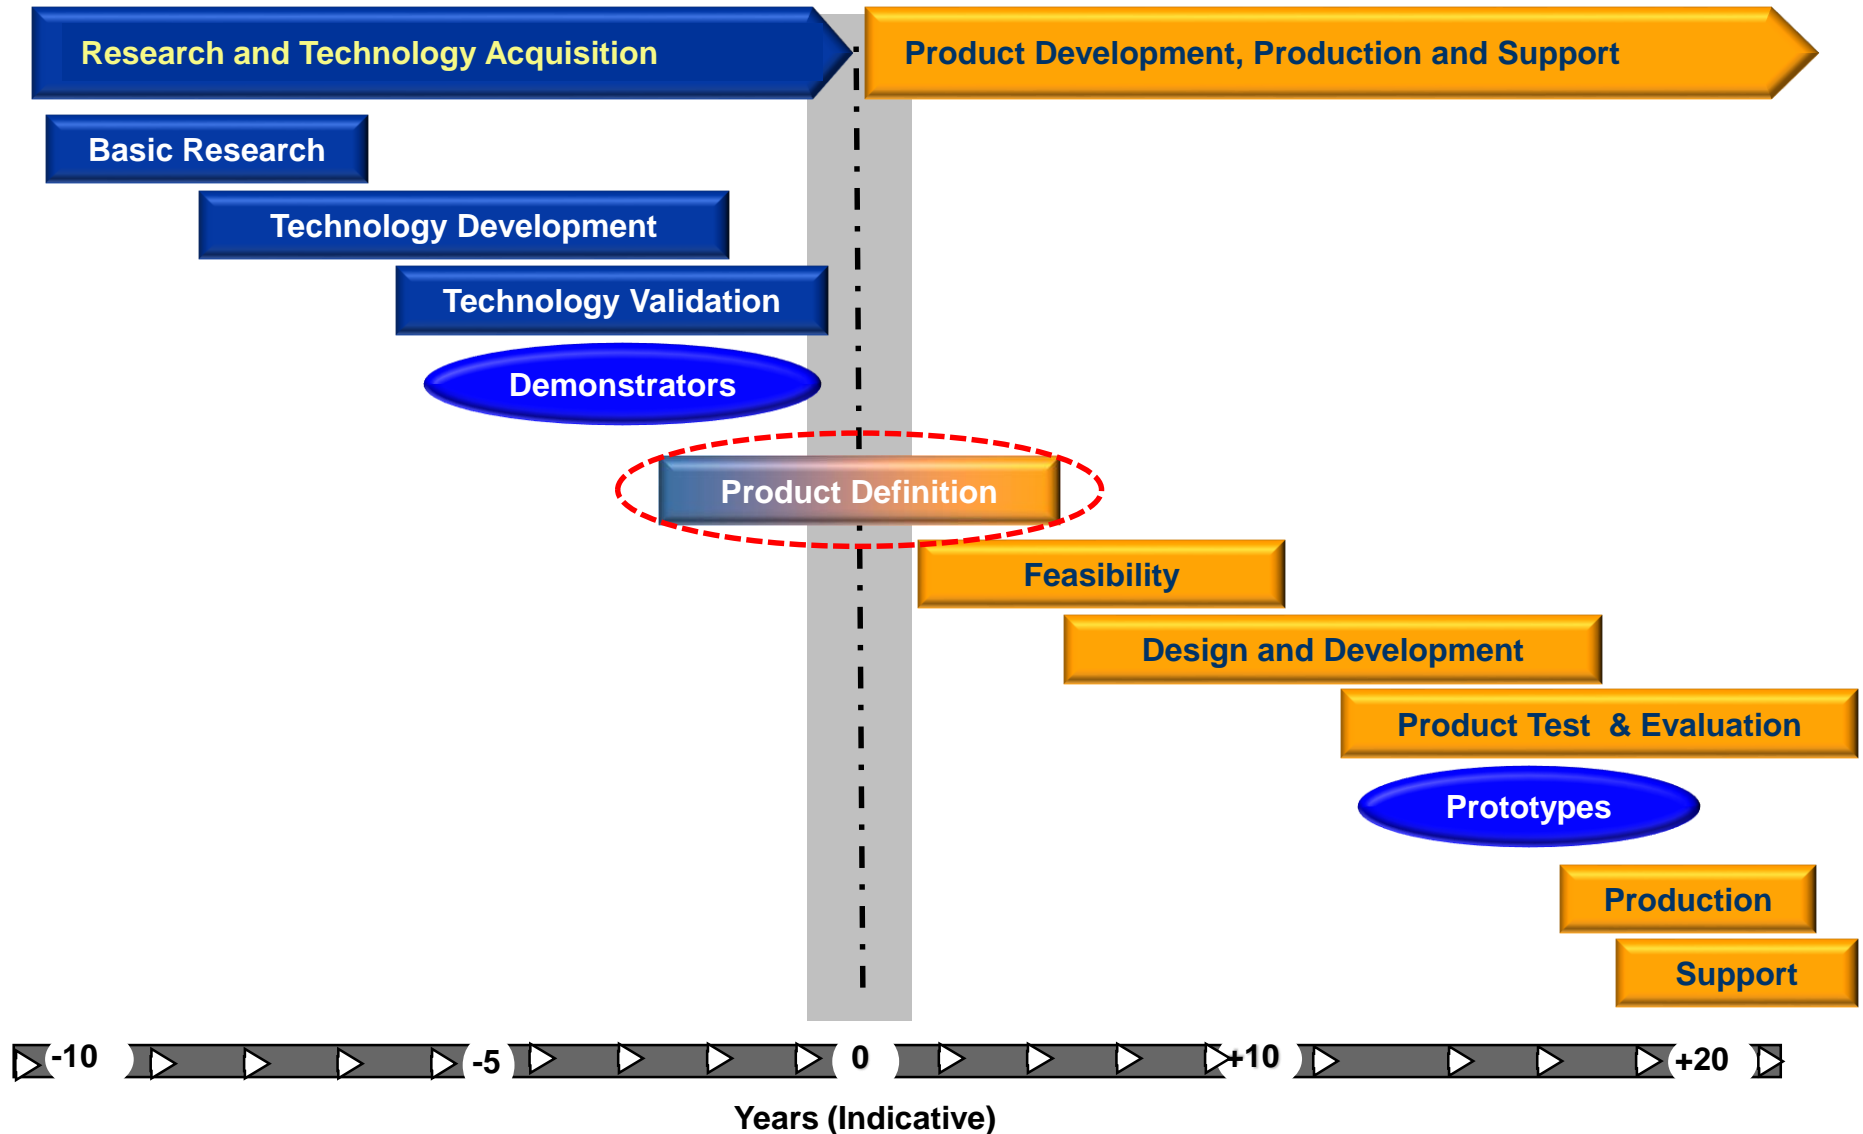 Research and Technology Acquisition
Product Development, Production and Support
Basic Research
Technology Development
Technology Validation
Demonstrators
Product Definition
Feasibility
Design and Development
Product Test & Evaluation
Prototypes
Production
Support
-10 -5 0 +10 +20
Years (Indicative)